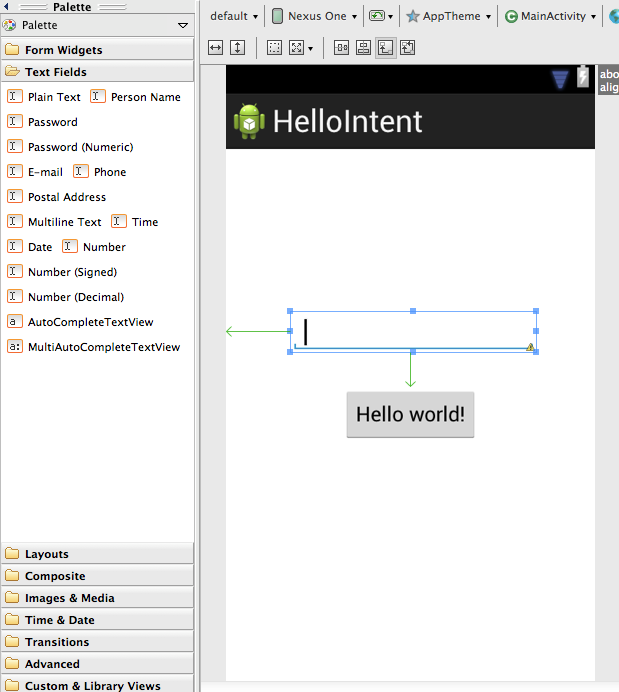 Palette
Palette
Form Widgets
Text Fields
Plain Text Person Name
Password
Password (Numeric)
E-mail Phone
Postal Address
Multiline Text Time
Date Number
Number (Signed)
Number (Decimal)
a AutoCompleteTextView
a: MultiAutoCompleteTextView
Layouts
Composite
Images & Media
Time & Date
Transitions
Advanced
Custom & Library Views
default Nexus One AppTheme C MainActivity
abo
alig
HelloIntent
Hello world!